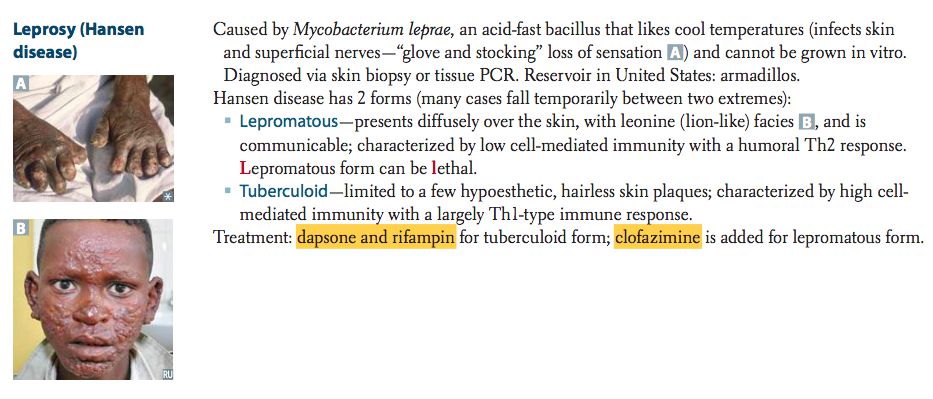 Leprosy (Hansen
disease)
A
B
RU
Caused by Mycobacterium leprae, an acid-fast bacillus that likes cool temperatures (infects skin
and superficial nerves—“glove and stocking” loss of sensation A) and cannot be grown in vitro.
Diagnosed via skin biopsy or tissue PCR. Reservoir in United States: armadillos.
Hansen disease has 2 forms (many cases fall temporarily between two extremes):
▪ Lepromatous—presents diffusely over the skin, with leonine (lion-like) facies B, and is
communicable; characterized by low cell-mediated immunity with a humoral Th2 response.
Lepromatous form can be lethal.
▪ Tuberculoid—limited to a few hypoesthetic, hairless skin plaques; characterized by high cell-
mediated immunity with a largely Th1-type immune response.
Treatment: dapsone and rifampin for tuberculoid form; clofazimine is added for lepromatous form.